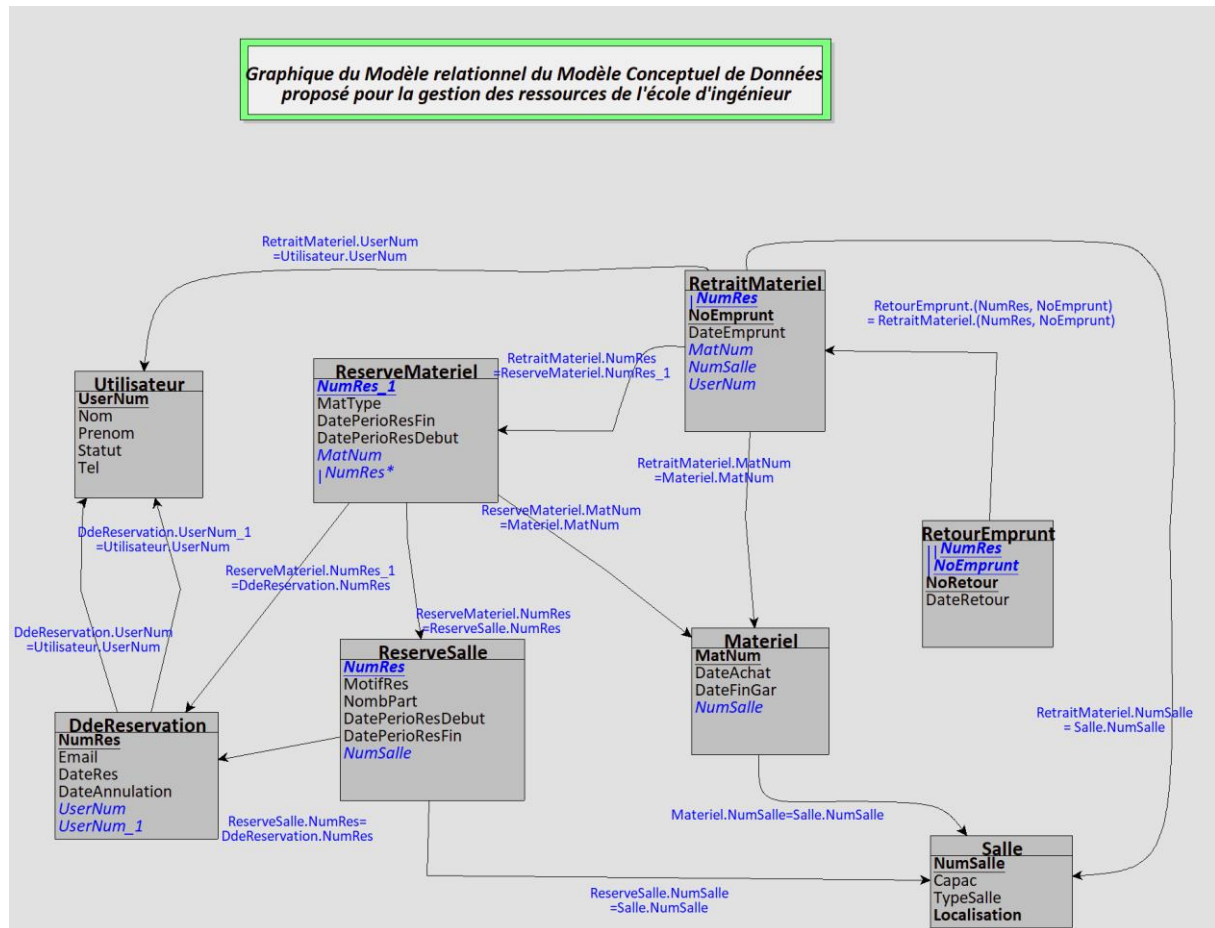 Graphique du Modèle relationnel du Modèle Conceptuel de Données
proposé pour la gestion des ressources de l'école d'ingénieur
RetraitMateriel.UserNum
=Utilisateur.UserNum
RetraitMateriel
NumRes
NoEmprunt
DateEmprunt
MatNum
NumSalle
UserNum
RetourEmprunt.(NumRes, NoEmprunt)
= RetraitMateriel.(NumRes, NoEmprunt)
RetraitMateriel.NumRes
=ReserveMateriel.NumRes_1
ReserveMateriel
NumRes_1
MatType
DatePerioResFin
DatePerioResDebut
MatNum
NumRes*
Utilisateur
UserNum
Nom
Prenom
Statut
Tel
RetraitMateriel.MatNum
=Materiel.MatNum
ReserveMateriel.MatNum
=Materiel.MatNum
DdeReservation.UserNum_1
=Utilisateur.UserNum
RetourEmprunt
NumRes
NoEmprunt
NoRetour
DateRetour
ReserveMateriel.NumRes_1
=DdeReservation.NumRes
ReserveMateriel.NumRes
=ReserveSalle.NumRes
DdeReservation.UserNum
=Utilisateur.UserNum
ReserveSalle
NumRes
MotifRes
NombPart
DatePerioResDebut
DatePerioResFin
NumSalle
Materiel
MatNum
DateAchat
DateFinGar
NumSalle
RetraitMateriel.NumSalle
= Salle.NumSalle
DdeReservation
NumRes
Email
DateRes
DateAnnulation
UserNum
UserNum_1
ReserveSalle.NumRes=
DdeReservation.NumRes
Materiel.NumSalle=Salle.NumSalle
Salle
NumSalle
Capac
TypeSalle
Localisation
ReserveSalle.NumSalle
=Salle.NumSalle